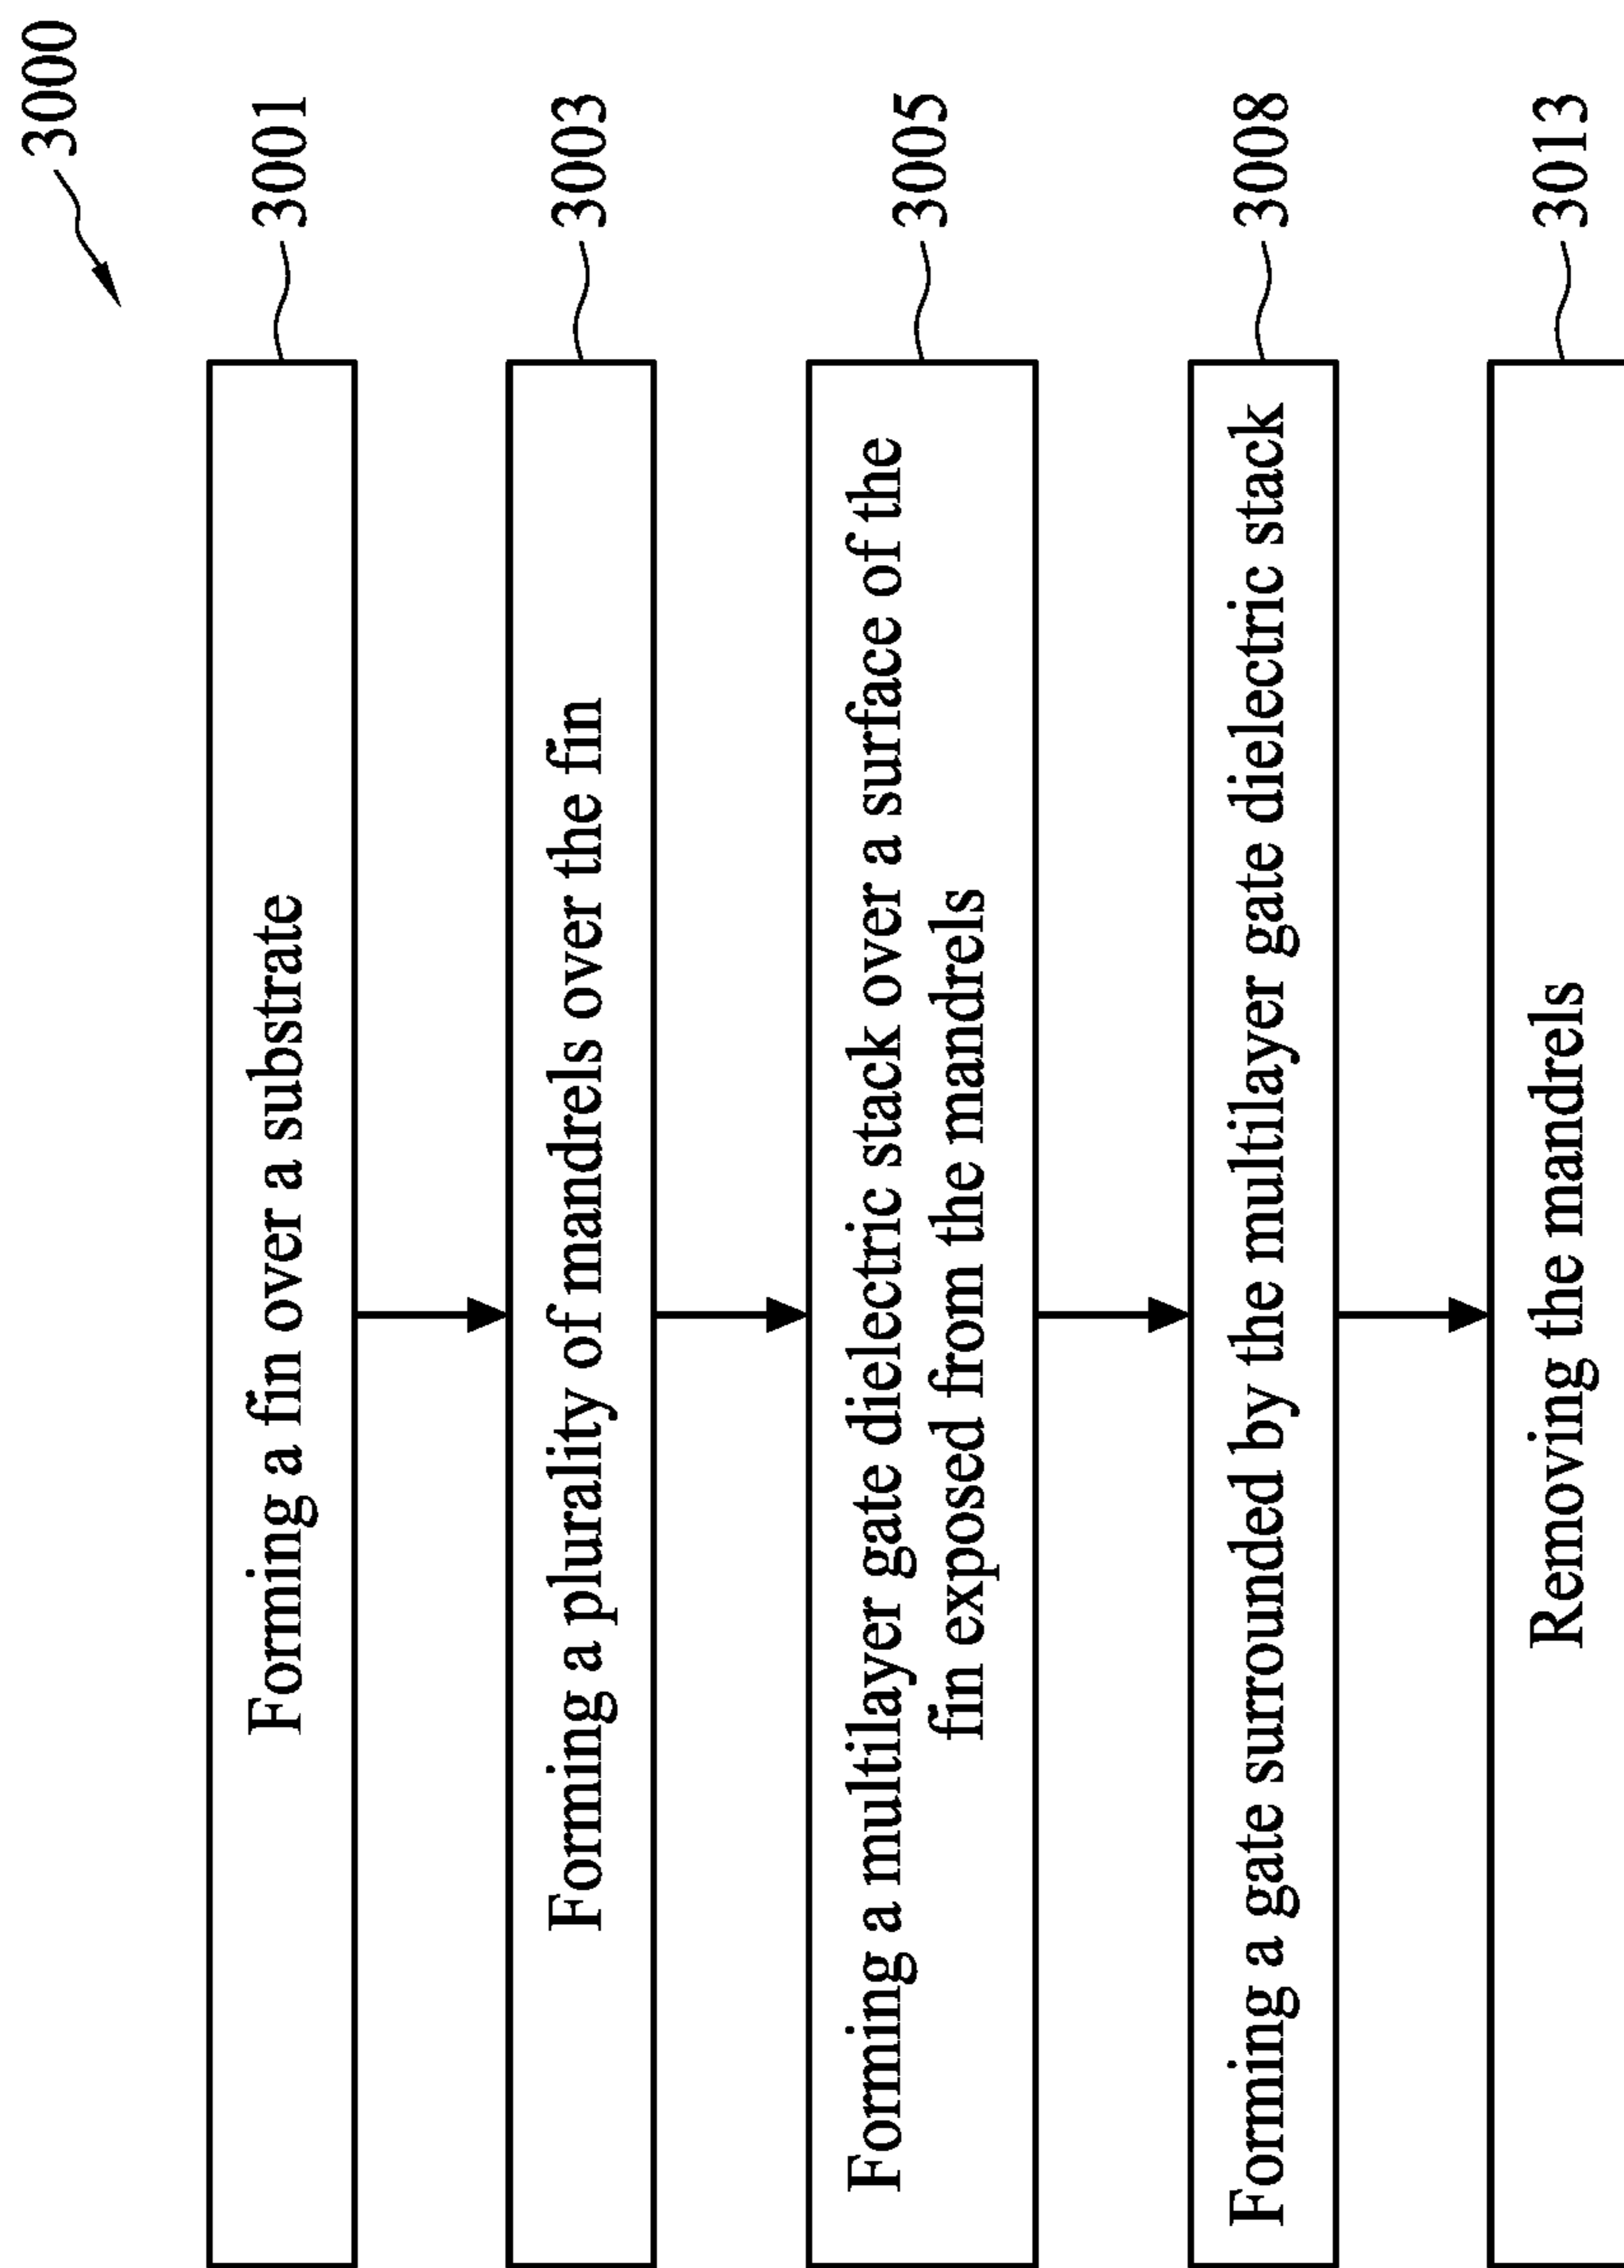 3000
Forming a fin over a substrate
3001
Forming a plurality of mandrels over the fin
3003
Forming a multilayer gate dielectric stack over a surface of the
fin exposed from the mandrels
3005
Forming a gate surrounded by the multilayer gate dielectric stack
3008
Removing the mandrels
3013